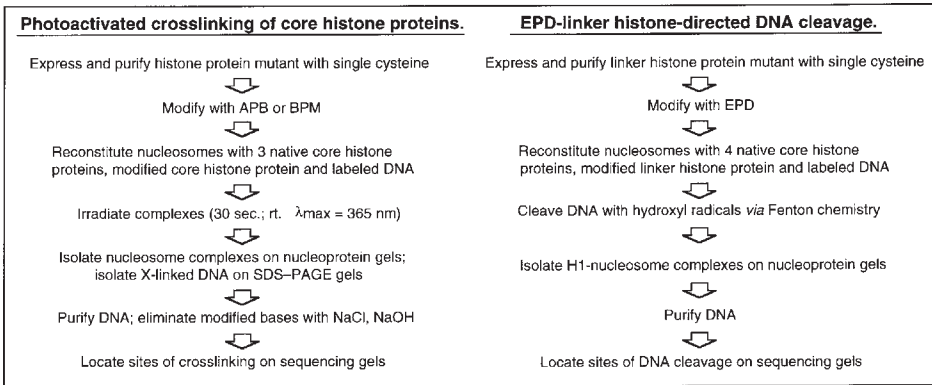 Photoactivated crosslinking of core histone proteins.
Express and purify histone protein mutant with single cysteine
Modify with APB or BPM
Reconstitute nucleosomes with 3 native core histone
proteins, modified core histone protein and labeled DNA
Irradiate complexes (30 sec.; rt. λmax = 365 nm)
Isolate nucleosome complexes on nucleoprotein gels;
isolate X-linked DNA on SDS–PAGE gels
Purify DNA; eliminate modified bases with NaCl, NaOH
Locate sites of crosslinking on sequencing gels
EPD-linker histone-directed DNA cleavage.
Express and purify linker histone protein mutant with single cysteine
Modify with EPD
Reconstitute nucleosomes with 4 native core histone
proteins, modified linker histone protein and labeled DNA
Cleave DNA with hydroxyl radicals via Fenton chemistry
Isolate H1-nucleosome complexes on nucleoprotein gels
Purify DNA
Locate sites of DNA cleavage on sequencing gels